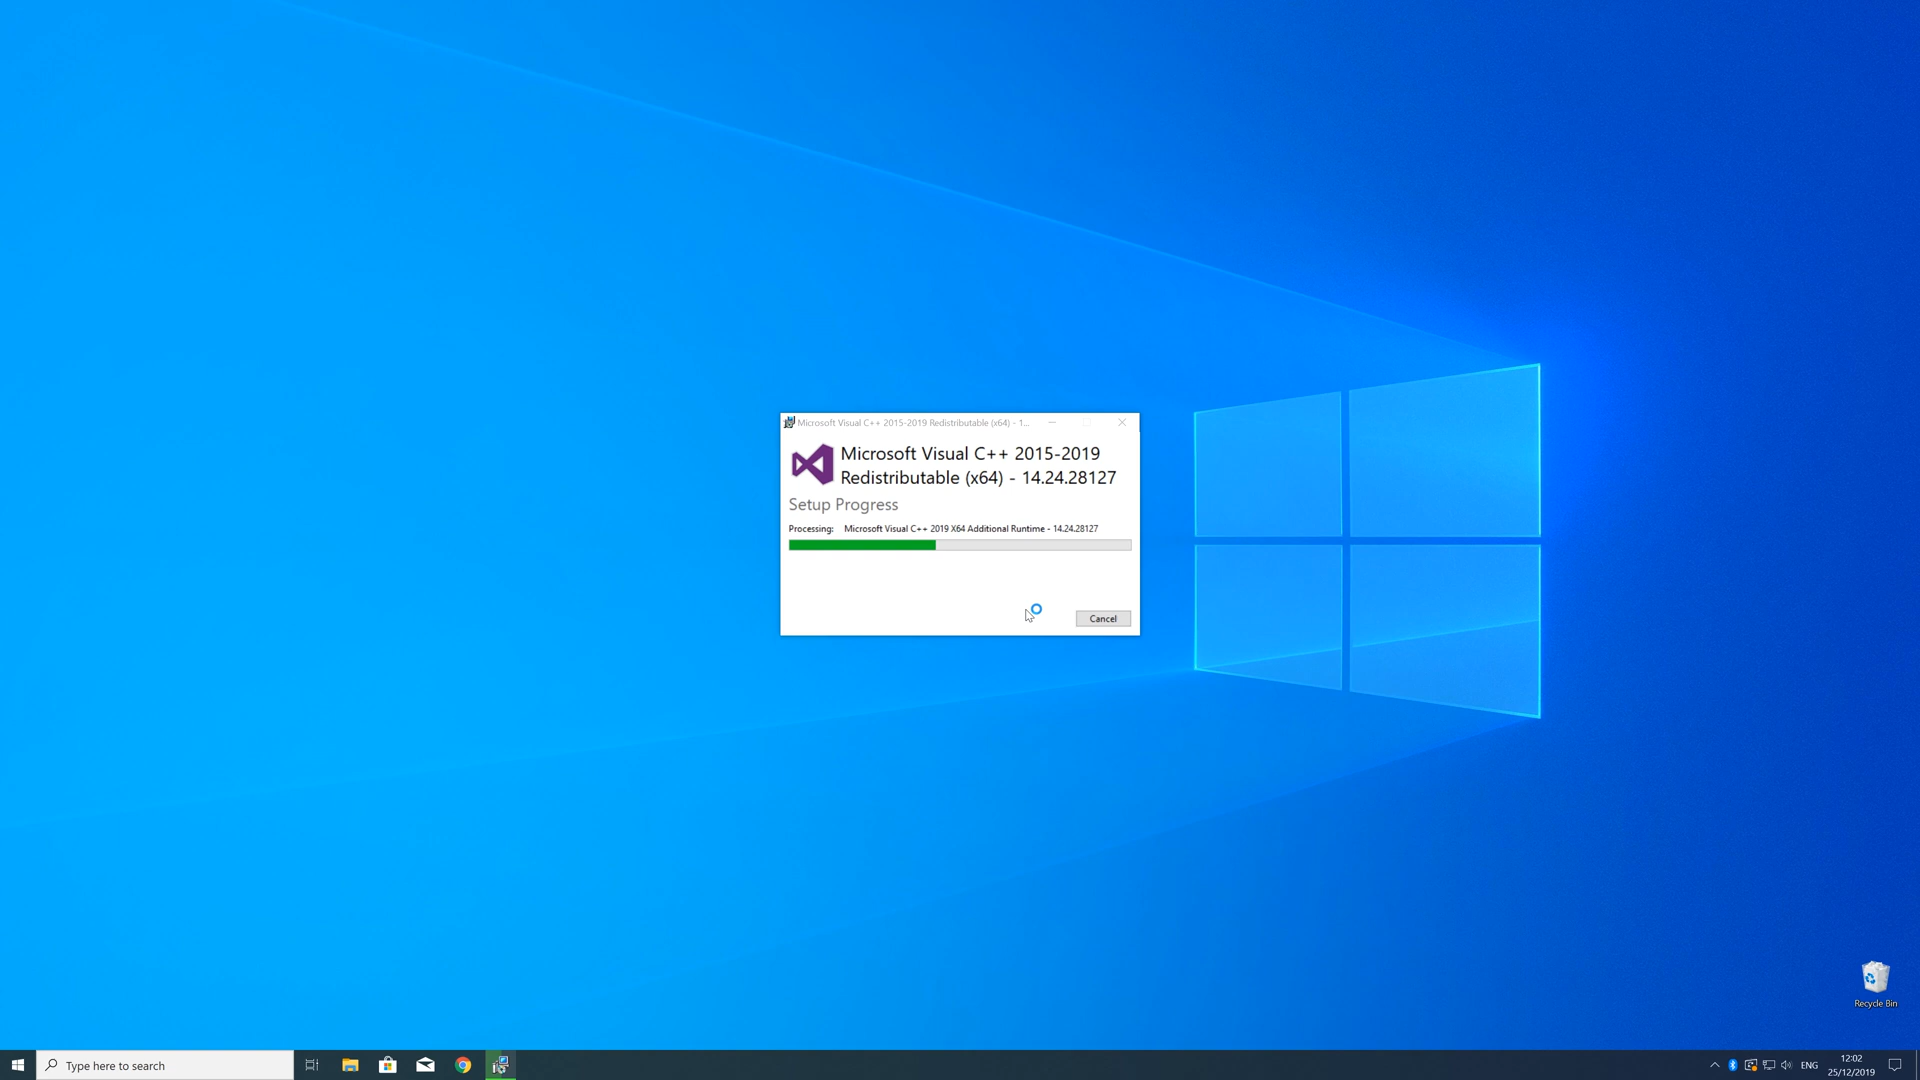 Microsoft Visual C++ 2015-2019 Redistributable (x64) - 1...
Microsoft Visual C++ 2015-2019
Redistributable (x64) - 14.24.28127
Setup Progress
Processing: Microsoft Visual C++ 2019 X64 Additional Runtime - 14.24.28127
Cancel
Recycle Bin
Type here to search
ENG
12:02
25/12/2019